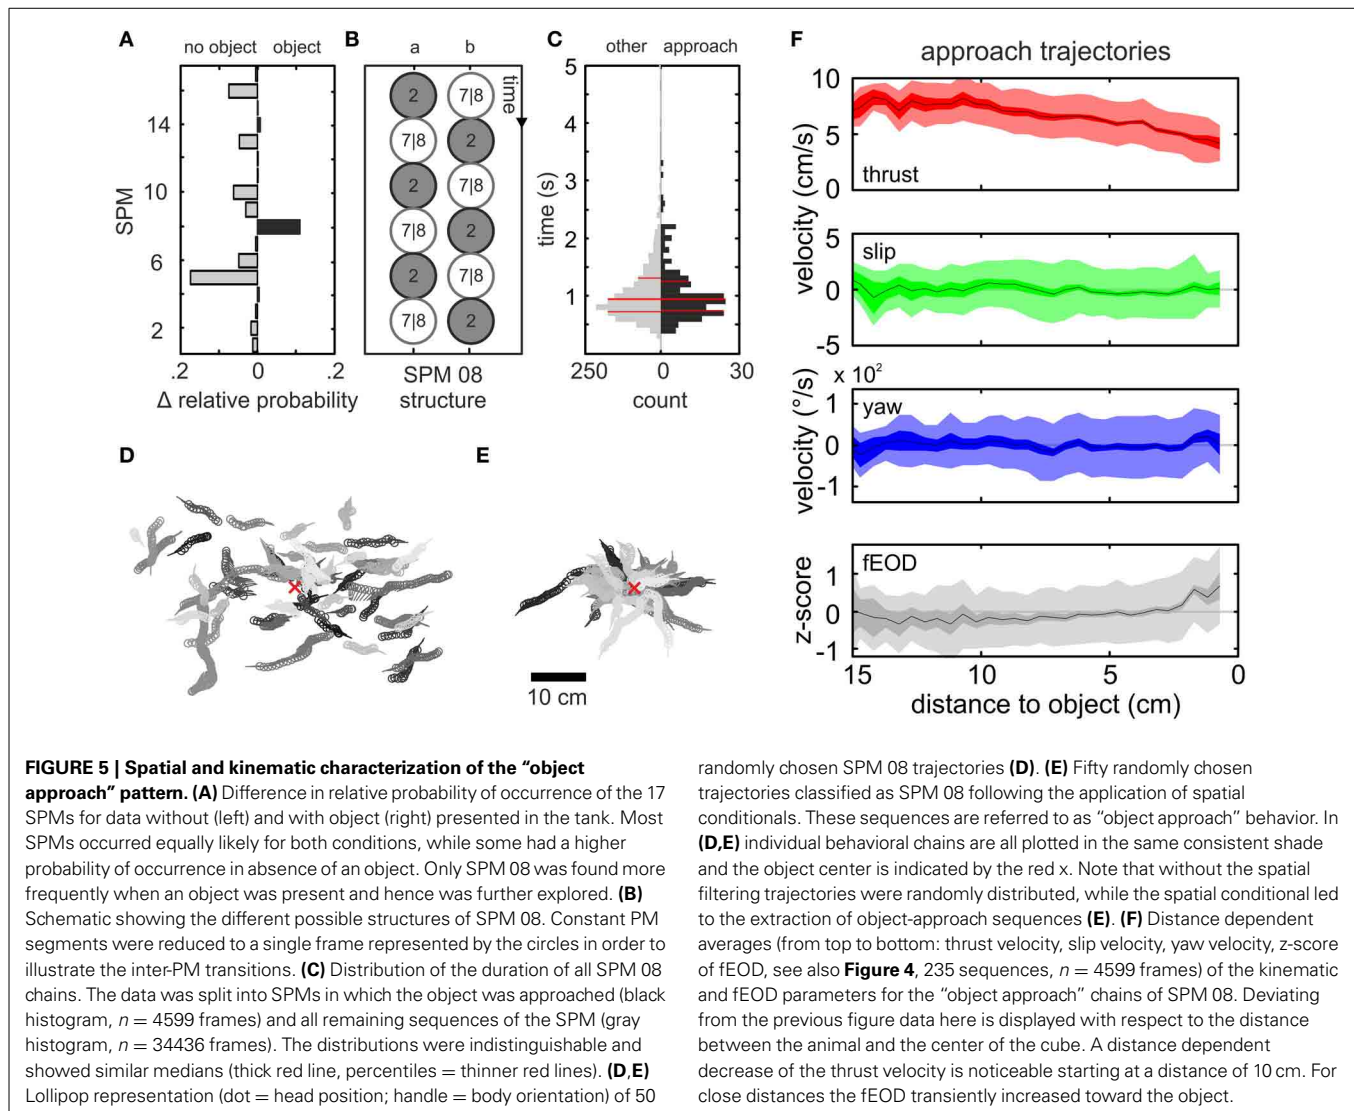 A
no object
object
SPM
14
10
6
2
.2
0
.2
Δ relative probability
B
a
b
time
2
7|8
7|8
2
2
7|8
7|8
2
2
7|8
7|8
2
SPM 08
structure
C
other
approach
time (s)
5
4
3
2
1
250
0
30
count
D
E
10 cm
F
approach trajectories
velocity (cm/s)
10
5
0
thrust
5
0
-5
slip
velocity (°/s)
x 10²
1
0
-1
yaw
z-score
1
0
-1
fEOD
15
10
5
0
distance to object (cm)
FIGURE 5 | Spatial and kinematic characterization of the “object
approach” pattern. (A) Difference in relative probability of occurrence of the 17
SPMs for data without (left) and with object (right) presented in the tank. Most
SPMs occurred equally likely for both conditions, while some had a higher
probability of occurrence in absence of an object. Only SPM 08 was found more
frequently when an object was present and hence was further explored. (B)
Schematic showing the different possible structures of SPM 08. Constant PM
segments were reduced to a single frame represented by the circles in order to
illustrate the inter-PM transitions. (C) Distribution of the duration of all SPM 08
chains. The data was split into SPMs in which the object was approached (black
histogram, n = 4599 frames) and all remaining sequences of the SPM (gray
histogram, n = 34436 frames). The distributions were indistinguishable and
showed similar medians (thick red line, percentiles = thinner red lines). (D,E)
Lollipop representation (dot = head position; handle = body orientation) of 50
randomly chosen SPM 08 trajectories (D). (E) Fifty randomly chosen
trajectories classified as SPM 08 following the application of spatial
conditionals. These sequences are referred to as “object approach” behavior. In
(D,E) individual behavioral chains are all plotted in the same consistent shade
and the object center is indicated by the red x. Note that without the spatial
filtering trajectories were randomly distributed, while the spatial conditional led
to the extraction of object-approach sequences (E). (F) Distance dependent
averages (from top to bottom: thrust velocity, slip velocity, yaw velocity, z-score
of fEOD, see also Figure 4, 235 sequences, n = 4599 frames) of the kinematic
and fEOD parameters for the “object approach” chains of SPM 08. Deviating
from the previous figure data here is displayed with respect to the distance
between the animal and the center of the cube. A distance dependent
decrease of the thrust velocity is noticeable starting at a distance of 10 cm. For
close distances the fEOD transiently increased toward the object.